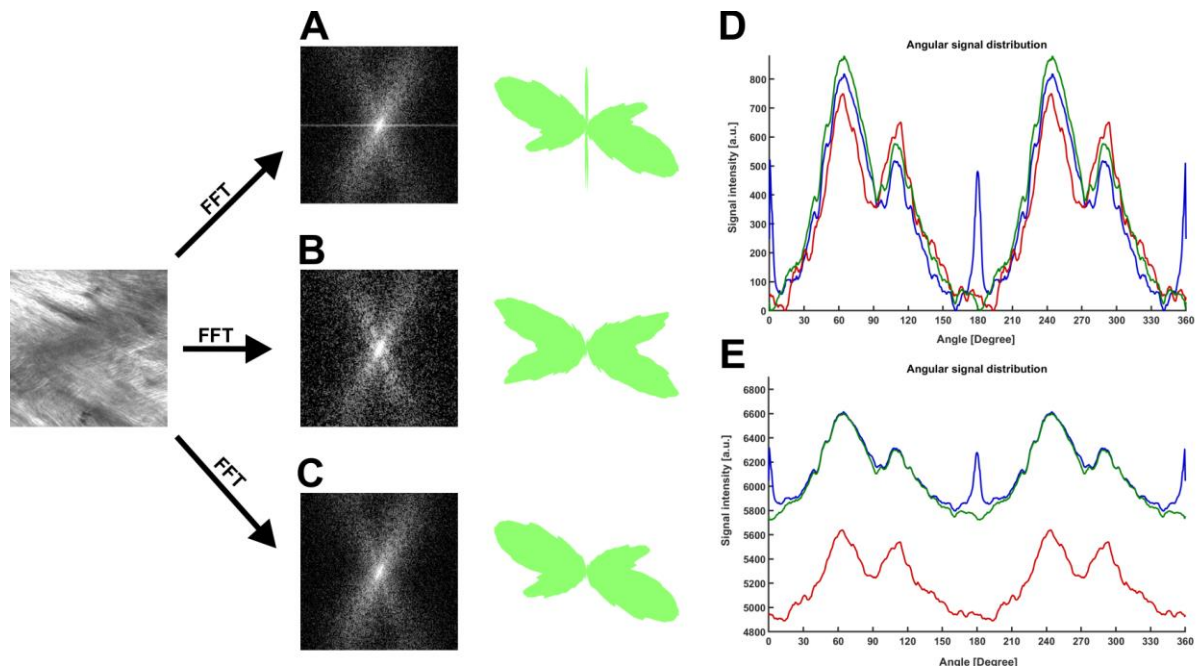 A
FFT
B
FFT
C
FFT
D
Angular signal distribution
Signal intensity [a.u.]
800
700
600
500
400
300
200
100
0
0 30 60 90 120 150 180 210 240 270 300 330 360
Angle [Degree]
E
Angular signal distribution
Signal intensity [a.u.]
6800
6600
6400
6200
6000
5800
5600
5400
5200
5000
4800
0 30 60 90 120 150 180 210 240 270 300 330 360
Angle [Degree]